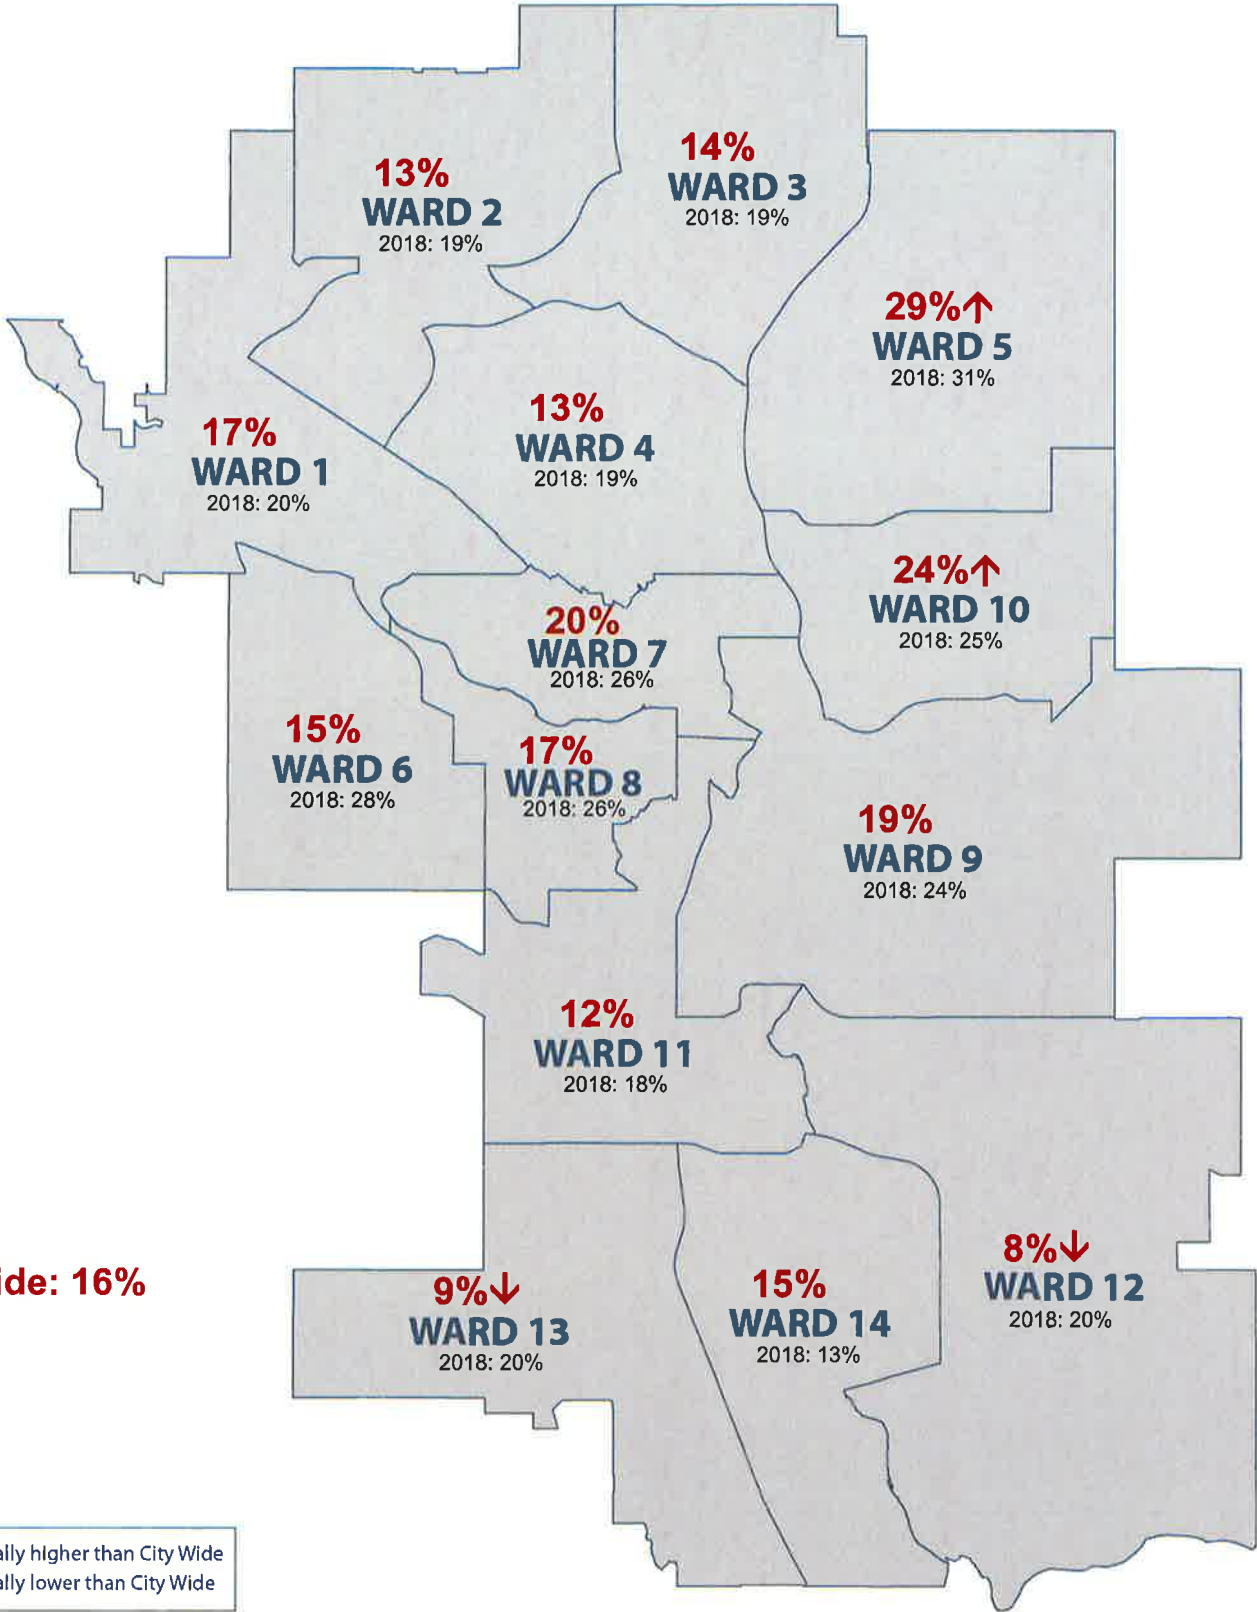 14%
WARD 3
2018: 19%
13%
WARD 2
2018: 19%
29%↑
WARD 5
2018: 31%
13%
WARD 4
2018: 19%
17%
WARD 1
2018: 20%
24%↑
WARD 10
2018: 25%
20%
WARD 7
2018: 26%
15%
WARD 6
2018: 28%
17%
WARD 8
2018: 26%
19%
WARD 9
2018: 24%
12%
WARD 11
2018: 18%
8%↓
WARD 12
2018: 20%
9%↓
WARD 13
2018: 20%
15%
WARD 14
2018: 13%
ide: 16%
ally higher than City Wide
ally lower than City Wide